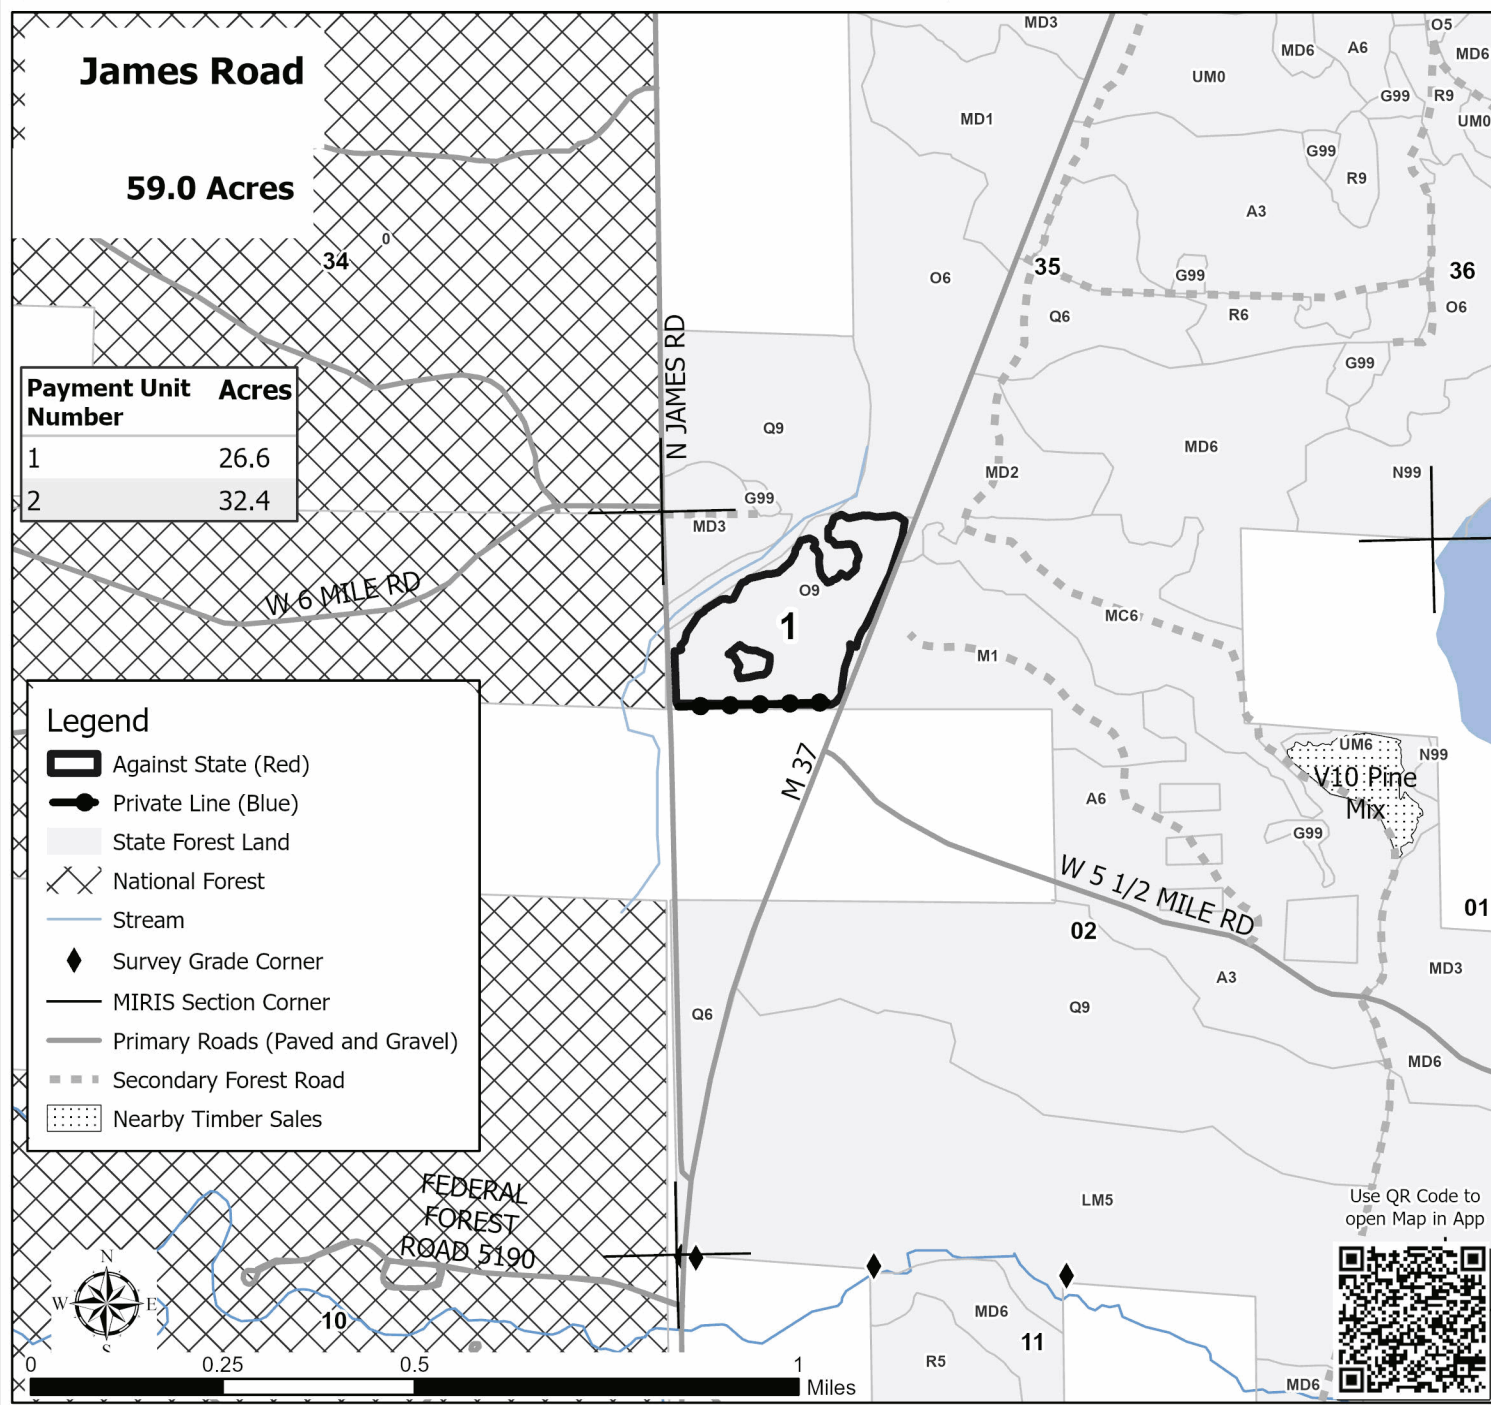 James Road
59.0 Acres
Payment Unit Number Acres
1 26.6
2 32.4
Legend
Against State (Red)
Private Line (Blue)
State Forest Land
National Forest
Stream
Survey Grade Corner
MIRIS Section Corner
Primary Roads (Paved and Gravel)
Secondary Forest Road
Nearby Timber Sales
MD3
O5
MD6
A6
MD6
UM0
G99
R9
UM0
MD1
G99
R9
A3
0
34
35
36
O6
G99
O6
Q6
R6
G99
N JAMES RD
Q9
MD6
MD2
N99
G99
MD3
W 6 MILE RD
O9
1
MC6
M1
M 37
UM6
N99
V10 Pine
Mix
A6
G99
W 5 1/2 MILE RD
01
02
MD3
A3
Q6
Q9
MD6
FEDERAL
FOREST
ROAD 5190
LM5
Use QR Code to
open Map in App
N
W E
S
10
MD6
11
R5
MD6
0 0.25 0.5 1
Miles